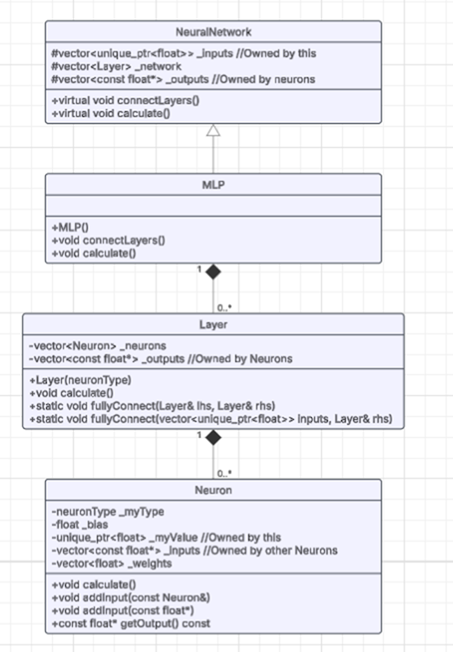 NeuralNetwork
#vector<unique_ptr<float>> _inputs //Owned by this
#vector<Layer> _network
#vector<const float*> _outputs //Owned by neurons
+virtual void connectLayers()
+virtual void calculate()
MLP
+MLP()
+void connectLayers()
+void calculate()
1
0..*
Layer
-vector<Neuron> _neurons
-vector<const float*> _outputs //Owned by Neurons
+Layer(neuronType)
+void calculate()
+static void fullyConnect(Layer& lhs, Layer& rhs)
+static void fullyConnect(vector<unique_ptr<float>> inputs, Layer& rhs)
1
0..*
Neuron
-neuronType _myType
-float _bias
-unique_ptr<float> _myValue //Owned by this
-vector<const float*> _inputs //Owned by other Neurons
-vector<float> _weights
+void calculate()
+void addInput(const Neuron&)
+void addInput(const float*)
+const float* getOutput() const